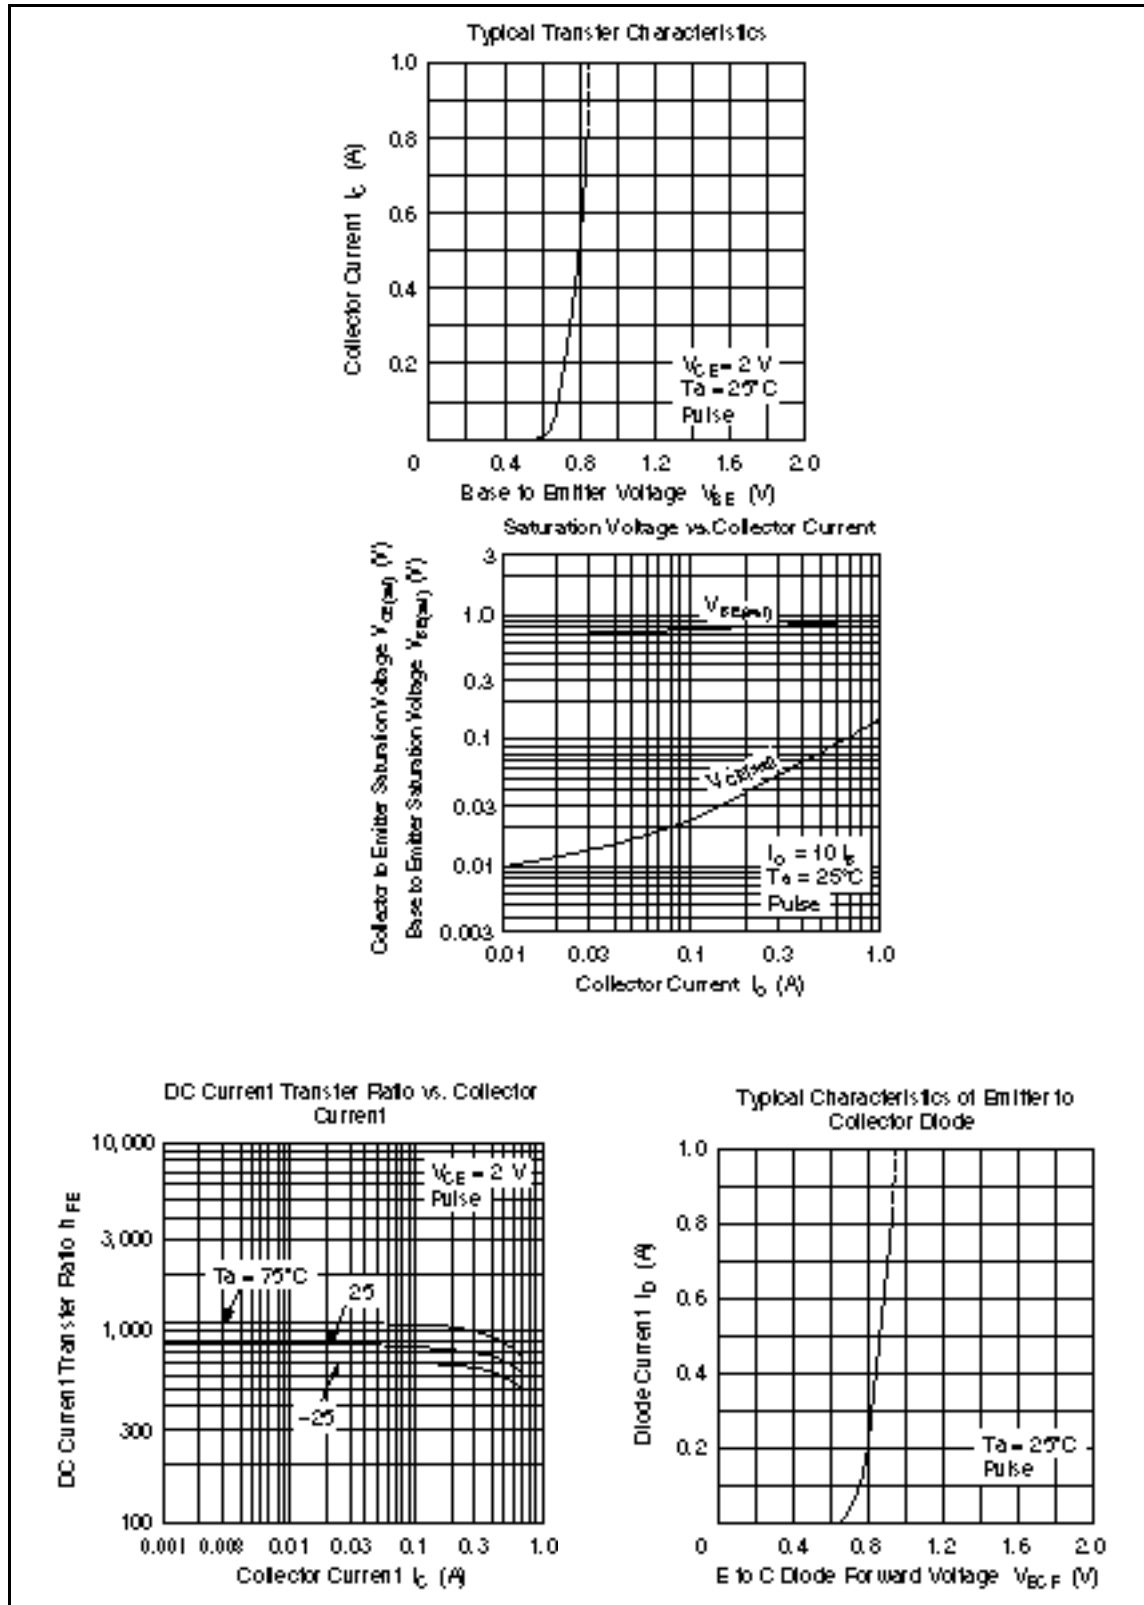 Typical Transfer Characteristics
1.0
0.8
0.6
0.4
0.2
Collector Current I_C (A)
V_CE = 2 V
Ta = 25°C
Pulse
0 0.4 0.8 1.2 1.6 2.0
Base to Emitter Voltage V_BE (V)
Saturation Voltage vs. Collector Current
Collector to Emitter Saturation Voltage V_CE(sat) (V)
Base to Emitter Saturation Voltage V_BE(sat) (V)
3
1.0
0.3
0.1
0.03
0.01
0.003
V_BE(sat)
V_CE(sat)
I_C = 10 I_B
Ta = 25°C
Pulse
0.01 0.03 0.1 0.3 1.0
Collector Current I_C (A)
DC Current Transfer Ratio vs. Collector
Current
10,000
3,000
1,000
300
100
DC Current Transfer Ratio h_FE
V_CE = 2 V
Pulse
Ta = 75°C
25
–25
0.001 0.008 0.01 0.03 0.1 0.3 1.0
Collector Current I_C (A)
Typical Characteristics of Emitter to
Collector Diode
1.0
0.8
0.6
0.4
0.2
Diode Current I_D (A)
Ta = 25°C
Pulse
0 0.4 0.8 1.2 1.6 2.0
E to C Diode Forward Voltage V_ECF (V)